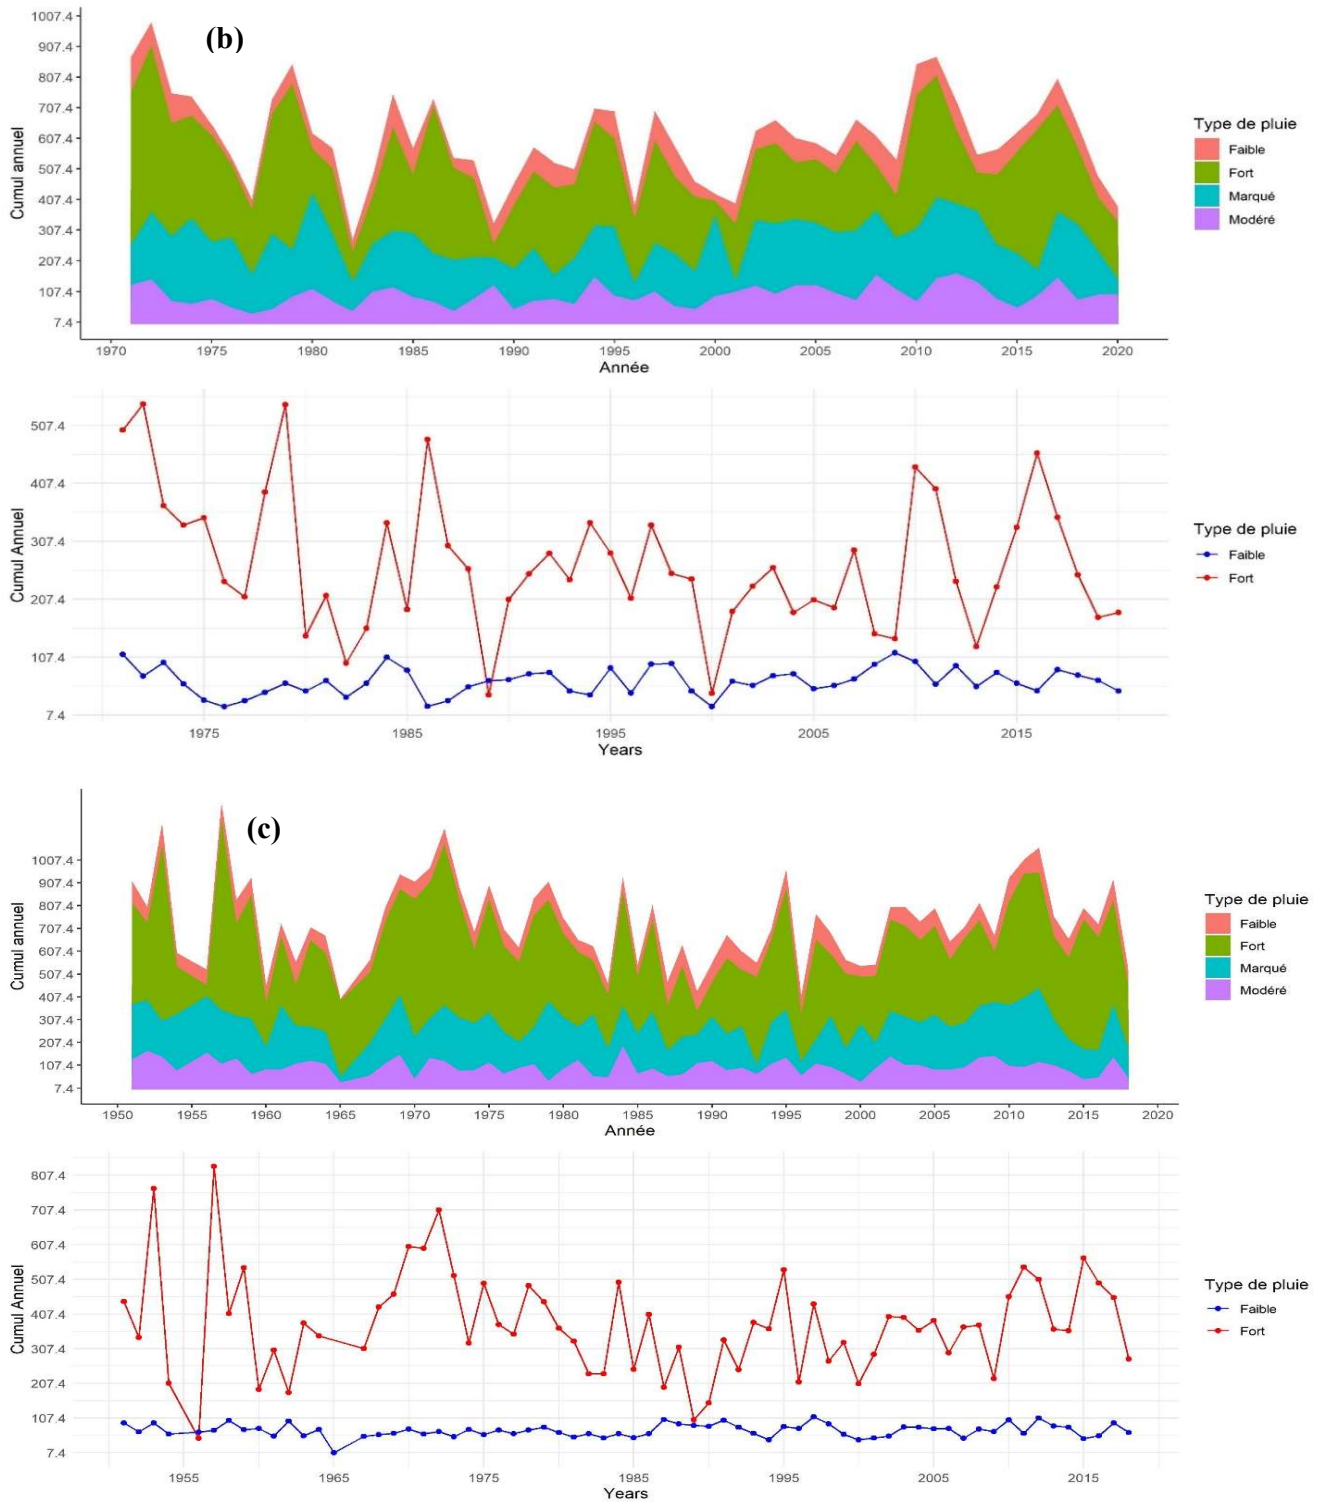 (b)
1007.4
907.4
807.4
707.4
607.4
507.4
407.4
307.4
207.4
107.4
7.4
Cumul annuel
1970 1975 1980 1985 1990 1995 2000 2005 2010 2015 2020
Année
Type de pluie
Faible
Fort
Marqué
Modéré
507.4
407.4
307.4
207.4
107.4
7.4
Cumul Annuel
1975 1985 1995 2005 2015
Years
Type de pluie
Faible
Fort
(c)
1007.4
907.4
807.4
707.4
607.4
507.4
407.4
307.4
207.4
107.4
7.4
Cumul annuel
1950 1955 1960 1965 1970 1975 1980 1985 1990 1995 2000 2005 2010 2015 2020
Année
Type de pluie
Faible
Fort
Marqué
Modéré
807.4
707.4
607.4
507.4
407.4
307.4
207.4
107.4
7.4
Cumul Annuel
1955 1965 1975 1985 1995 2005 2015
Years
Type de pluie
Faible
Fort